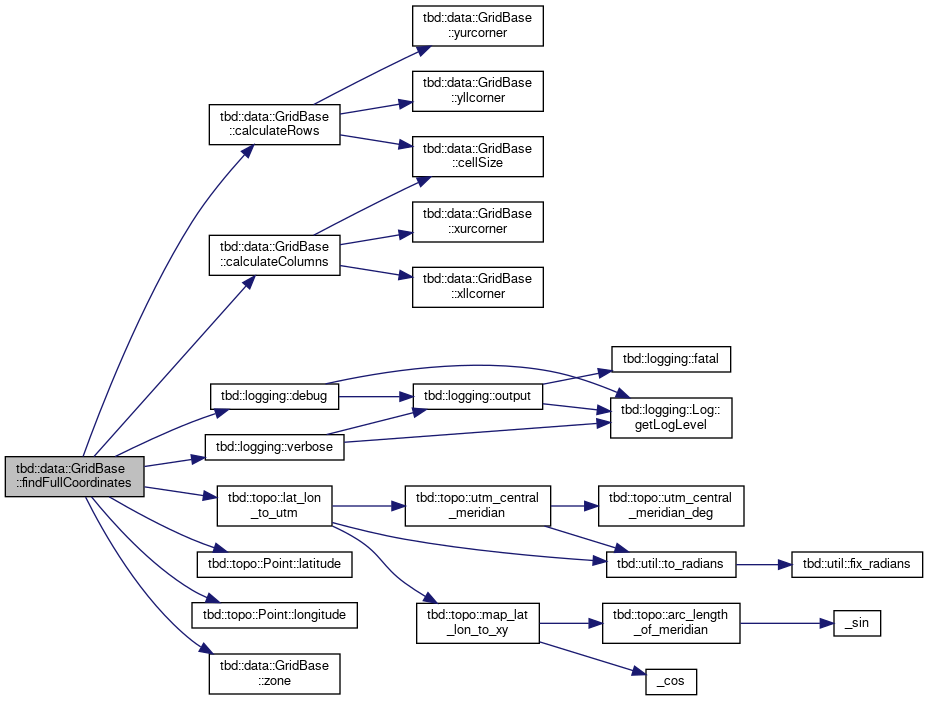 tbd::data::GridBase
::findFullCoordinates
tbd::data::GridBase
::calculateRows
tbd::data::GridBase
::yurcorner
tbd::data::GridBase
::yllcorner
tbd::data::GridBase
::cellSize
tbd::data::GridBase
::calculateColumns
tbd::data::GridBase
::xurcorner
tbd::data::GridBase
::xllcorner
tbd::logging::debug
tbd::logging::output
tbd::logging::fatal
tbd::logging::Log::
getLogLevel
tbd::logging::verbose
tbd::topo::lat_lon
_to_utm
tbd::topo::utm_central
_meridian
tbd::topo::utm_central
_meridian_deg
tbd::util::to_radians
tbd::util::fix_radians
tbd::topo::map_lat
_lon_to_xy
tbd::topo::arc_length
_of_meridian
_sin
_cos
tbd::topo::Point::latitude
tbd::topo::Point::longitude
tbd::data::GridBase
::zone